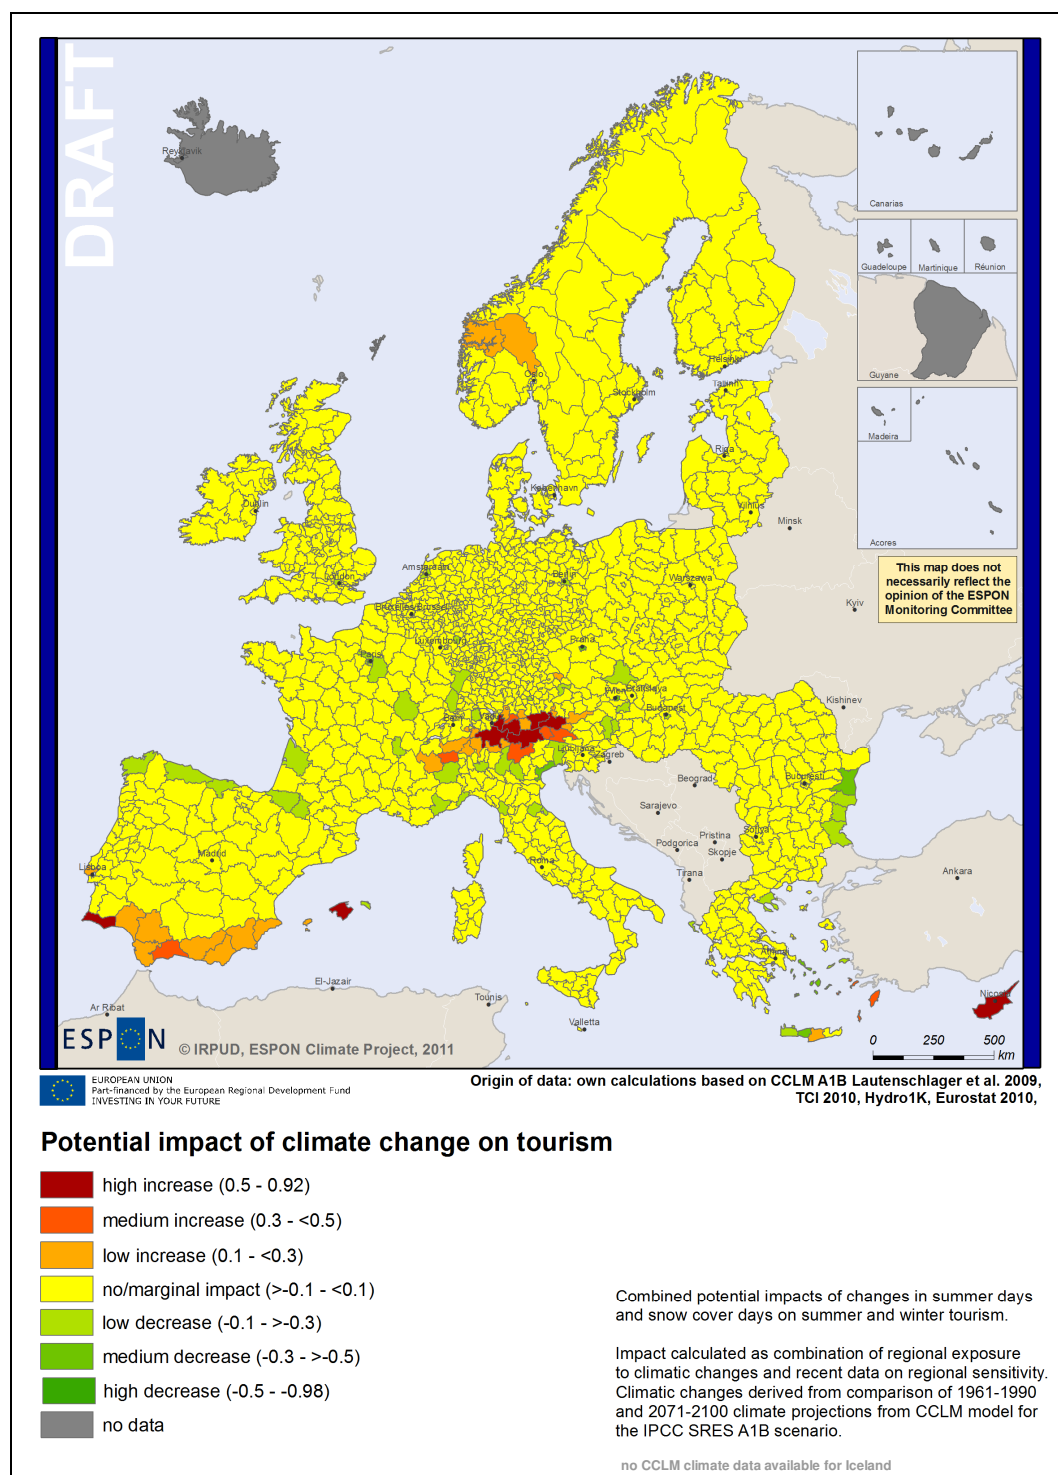 DRAFT
Reykjavik
Canarias
Guadeloupe
Martinique
Réunion
Guyane
Madeira
Acores
Helsinki
Oslo
Tallinn
Stockholm
Riga
København
Vilnius
Minsk
Dublin
This map does not
necessarily reflect the
opinion of the ESPON
Monitoring Committee
Amsterdam
Berlin
London
Warszawa
Kyiv
Bruxelles/Brussel
Luxembourg
Praha
Paris
Wien
Bratislava
Kishinev
Budapest
Bern
Vaduz
Ljubljana
Zagreb
Bucuresti
Beograd
Sarajevo
Sofiya
Pristina
Podgorica
Skopje
Madrid
Roma
Lisboa
Tirana
Ankara
Athinai
El-Jazair
Tounis
Nicosia
Ar Ribat
Valletta
ESPON
© IRPUD, ESPON Climate Project, 2011
0 250 500
km
EUROPEAN UNION
Part-financed by the European Regional Development Fund
INVESTING IN YOUR FUTURE
Origin of data: own calculations based on CCLM A1B Lautenschlager et al. 2009,
TCI 2010, Hydro1K, Eurostat 2010,
Potential impact of climate change on tourism
high increase (0.5 - 0.92)
medium increase (0.3 - <0.5)
low increase (0.1 - <0.3)
no/marginal impact (>-0.1 - <0.1)
low decrease (-0.1 - >-0.3)
medium decrease (-0.3 - >-0.5)
high decrease (-0.5 - -0.98)
no data
Combined potential impacts of changes in summer days
and snow cover days on summer and winter tourism.
Impact calculated as combination of regional exposure
to climatic changes and recent data on regional sensitivity.
Climatic changes derived from comparison of 1961-1990
and 2071-2100 climate projections from CCLM model for
the IPCC SRES A1B scenario.
no CCLM climate data available for Iceland